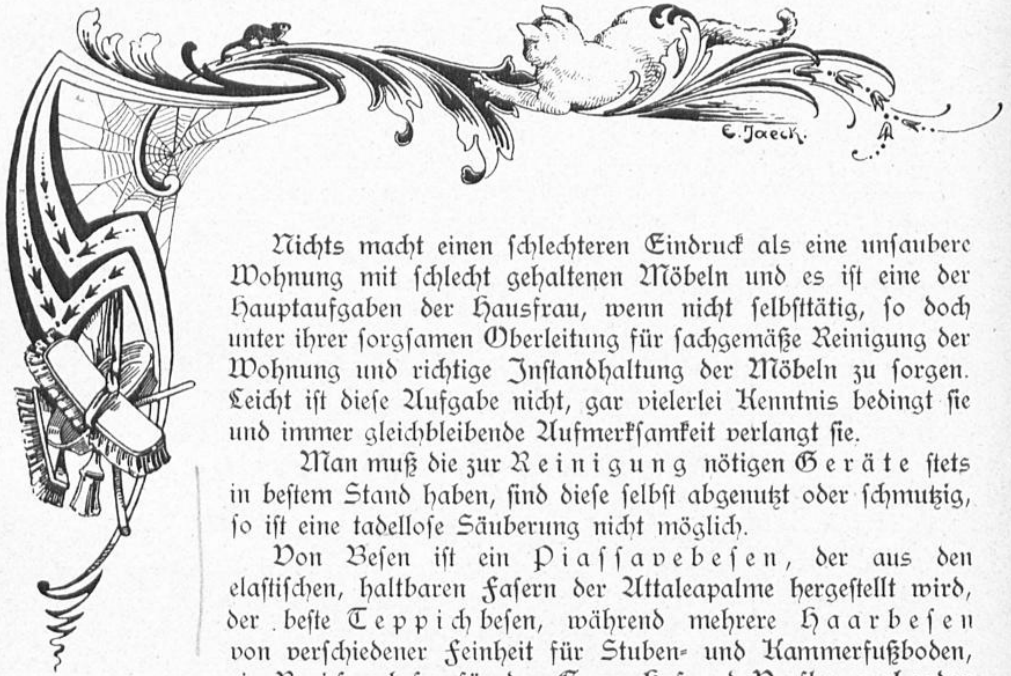 E. Jaeck.
Nichts macht einen schlechteren Eindruck als eine unsaubere
Wohnung mit schlecht gehaltenen Möbeln und es ist eine der
Hauptaufgaben der Hausfrau, wenn nicht selbsttätig, so doch
unter ihrer sorgsamen Oberleitung für sachgemäße Reinigung der
Wohnung und richtige Instandhaltung der Möbeln zu sorgen.
Leicht ist diese Aufgabe nicht, gar vielerlei Kenntnis bedingt sie
und immer gleichbleibende Aufmerksamkeit verlangt sie.
Man muß die zur Reinigung nötigen Geräte stets
in bestem Stand haben, sind diese selbst abgenutzt oder schmutzig,
so ist eine tadellose Säuberung nicht möglich.
Von Besen ist ein Piassavebesen, der aus den
elastischen, haltbaren Fasern der Attaleapalme hergestellt wird,
der beste Teppichbesen, während mehrere Haarbesen
von verschiedener Feinheit für Stuben- und Kammerfußboden,